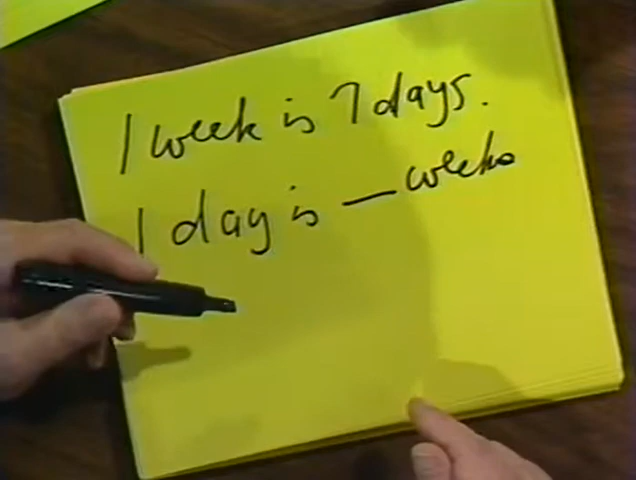 1 week is 7 days.
1 day is — weeks